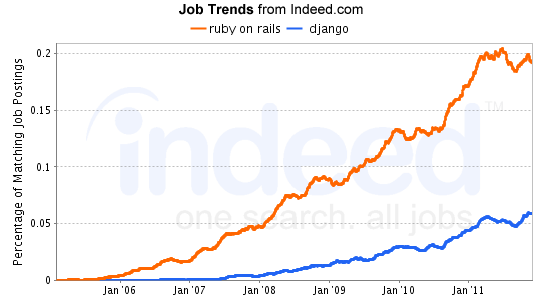 Job Trends from Indeed.com
ruby on rails django
Percentage of Matching Job Postings
0.2
0.15
0.1
0.05
0
indeed™
one search. all jobs.
Jan'06 Jan'07 Jan'08 Jan'09 Jan'10 Jan'11